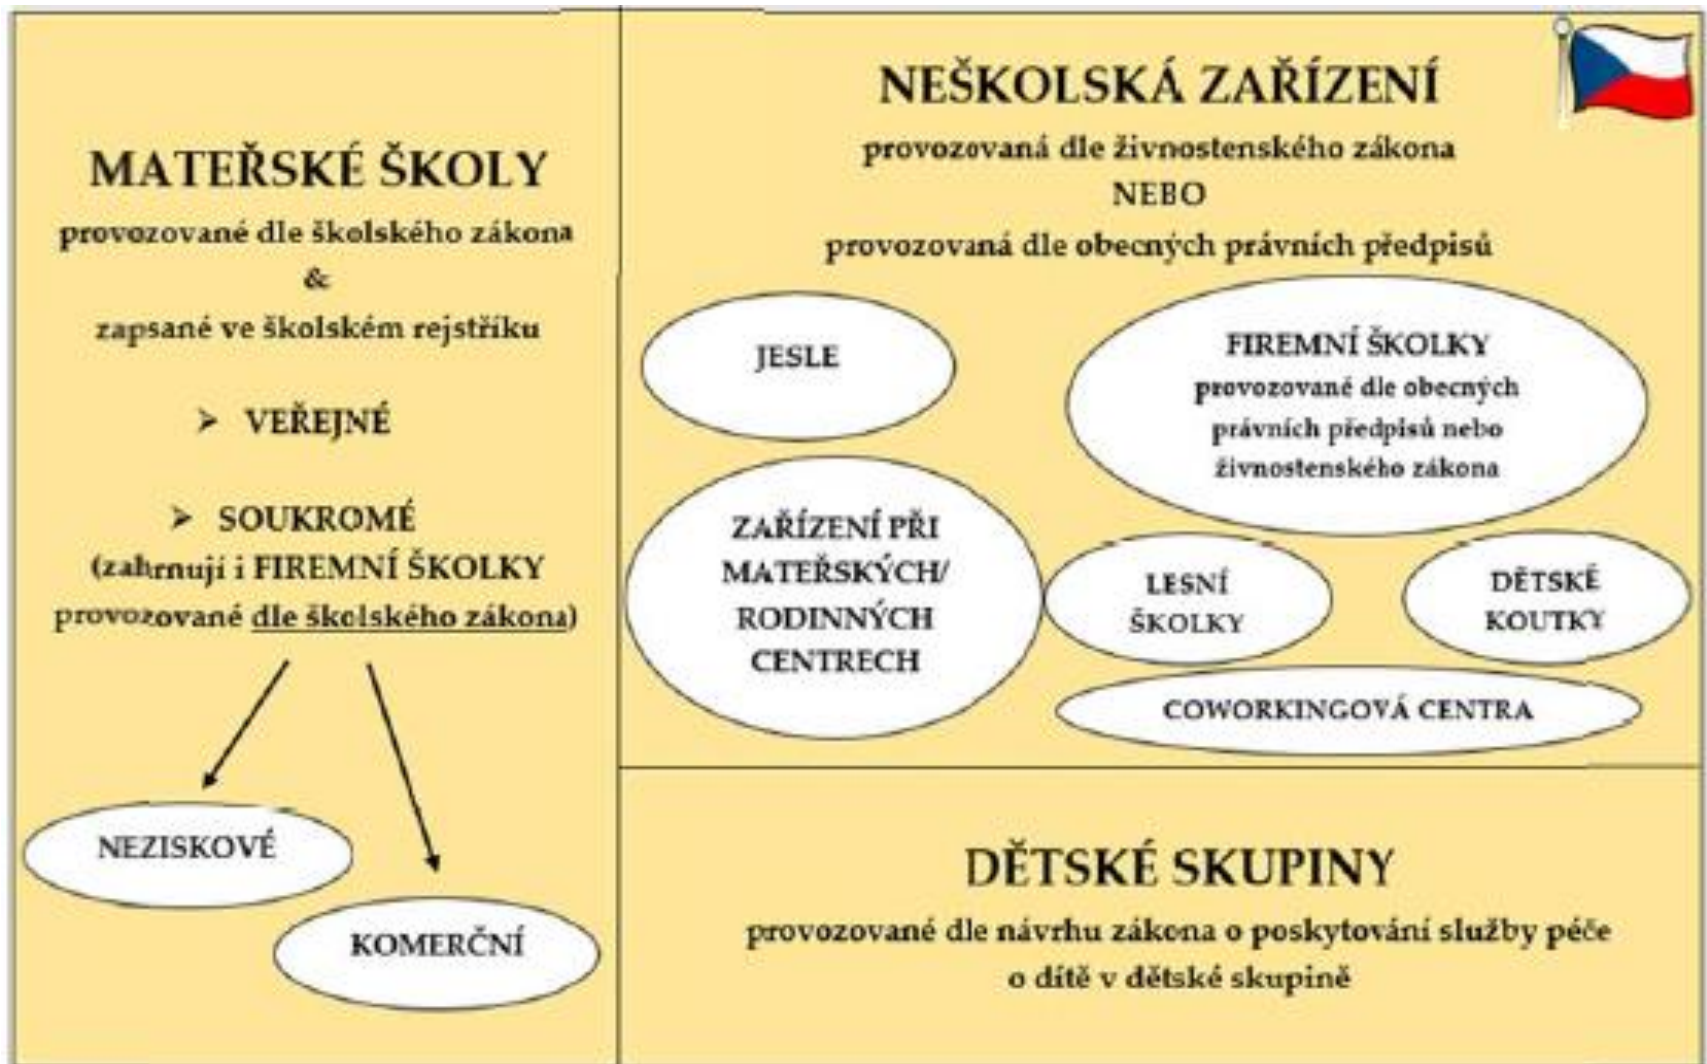 MATEŘSKÉ ŠKOLY
provozované dle školského zákona
&
zapsané ve školském rejstříku
➢ VEŘEJNÉ
➢ SOUKROMÉ
(zahrnují i FIREMNÍ ŠKOLKY
provozované dle školského zákona)
NEZISKOVÉ
KOMERČNÍ
NEŠKOLSKÁ ZAŘÍZENÍ
provozovaná dle živnostenského zákona
NEBO
provozovaná dle obecných právních předpisů
JESLE
FIREMNÍ ŠKOLKY
provozované dle obecných
právních předpisů nebo
živnostenského zákona
ZAŘÍZENÍ PŘI
MATEŘSKÝCH/
RODINNÝCH
CENTRECH
LESNÍ
ŠKOLKY
DĚTSKÉ
KOUTKY
COWORKINGOVÁ CENTRA
DĚTSKÉ SKUPINY
provozované dle návrhu zákona o poskytování služby péče
o dítě v dětské skupině